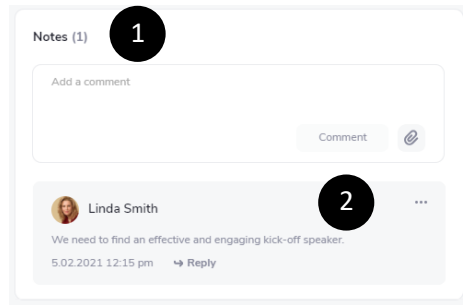 Notes (1)
1
Add a comment
Comment
2
Linda Smith
...
We need to find an effective and engaging kick-off speaker.
5.02.2021 12:15 pm ↪ Reply